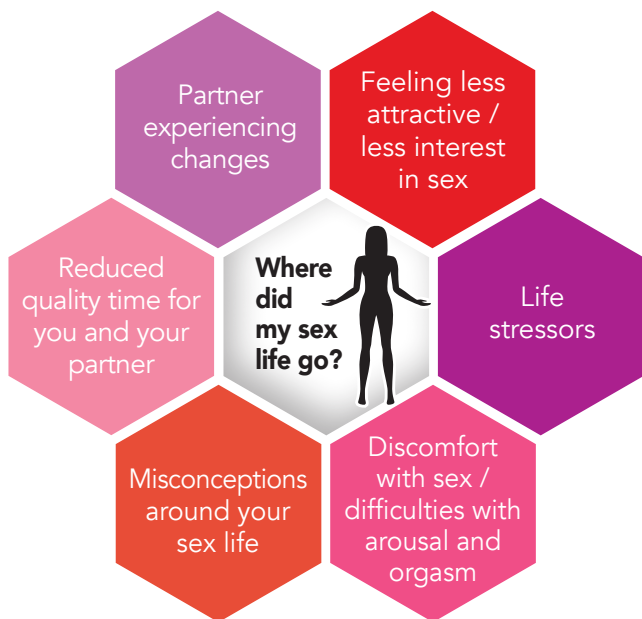 Partner
experiencing
changes
Feeling less
attractive /
less interest
in sex
Reduced
quality time for
you and your
partner
Where
did
my sex
life go?
Life
stressors
Misconceptions
around your
sex life
Discomfort
with sex /
difficulties with
arousal and
orgasm